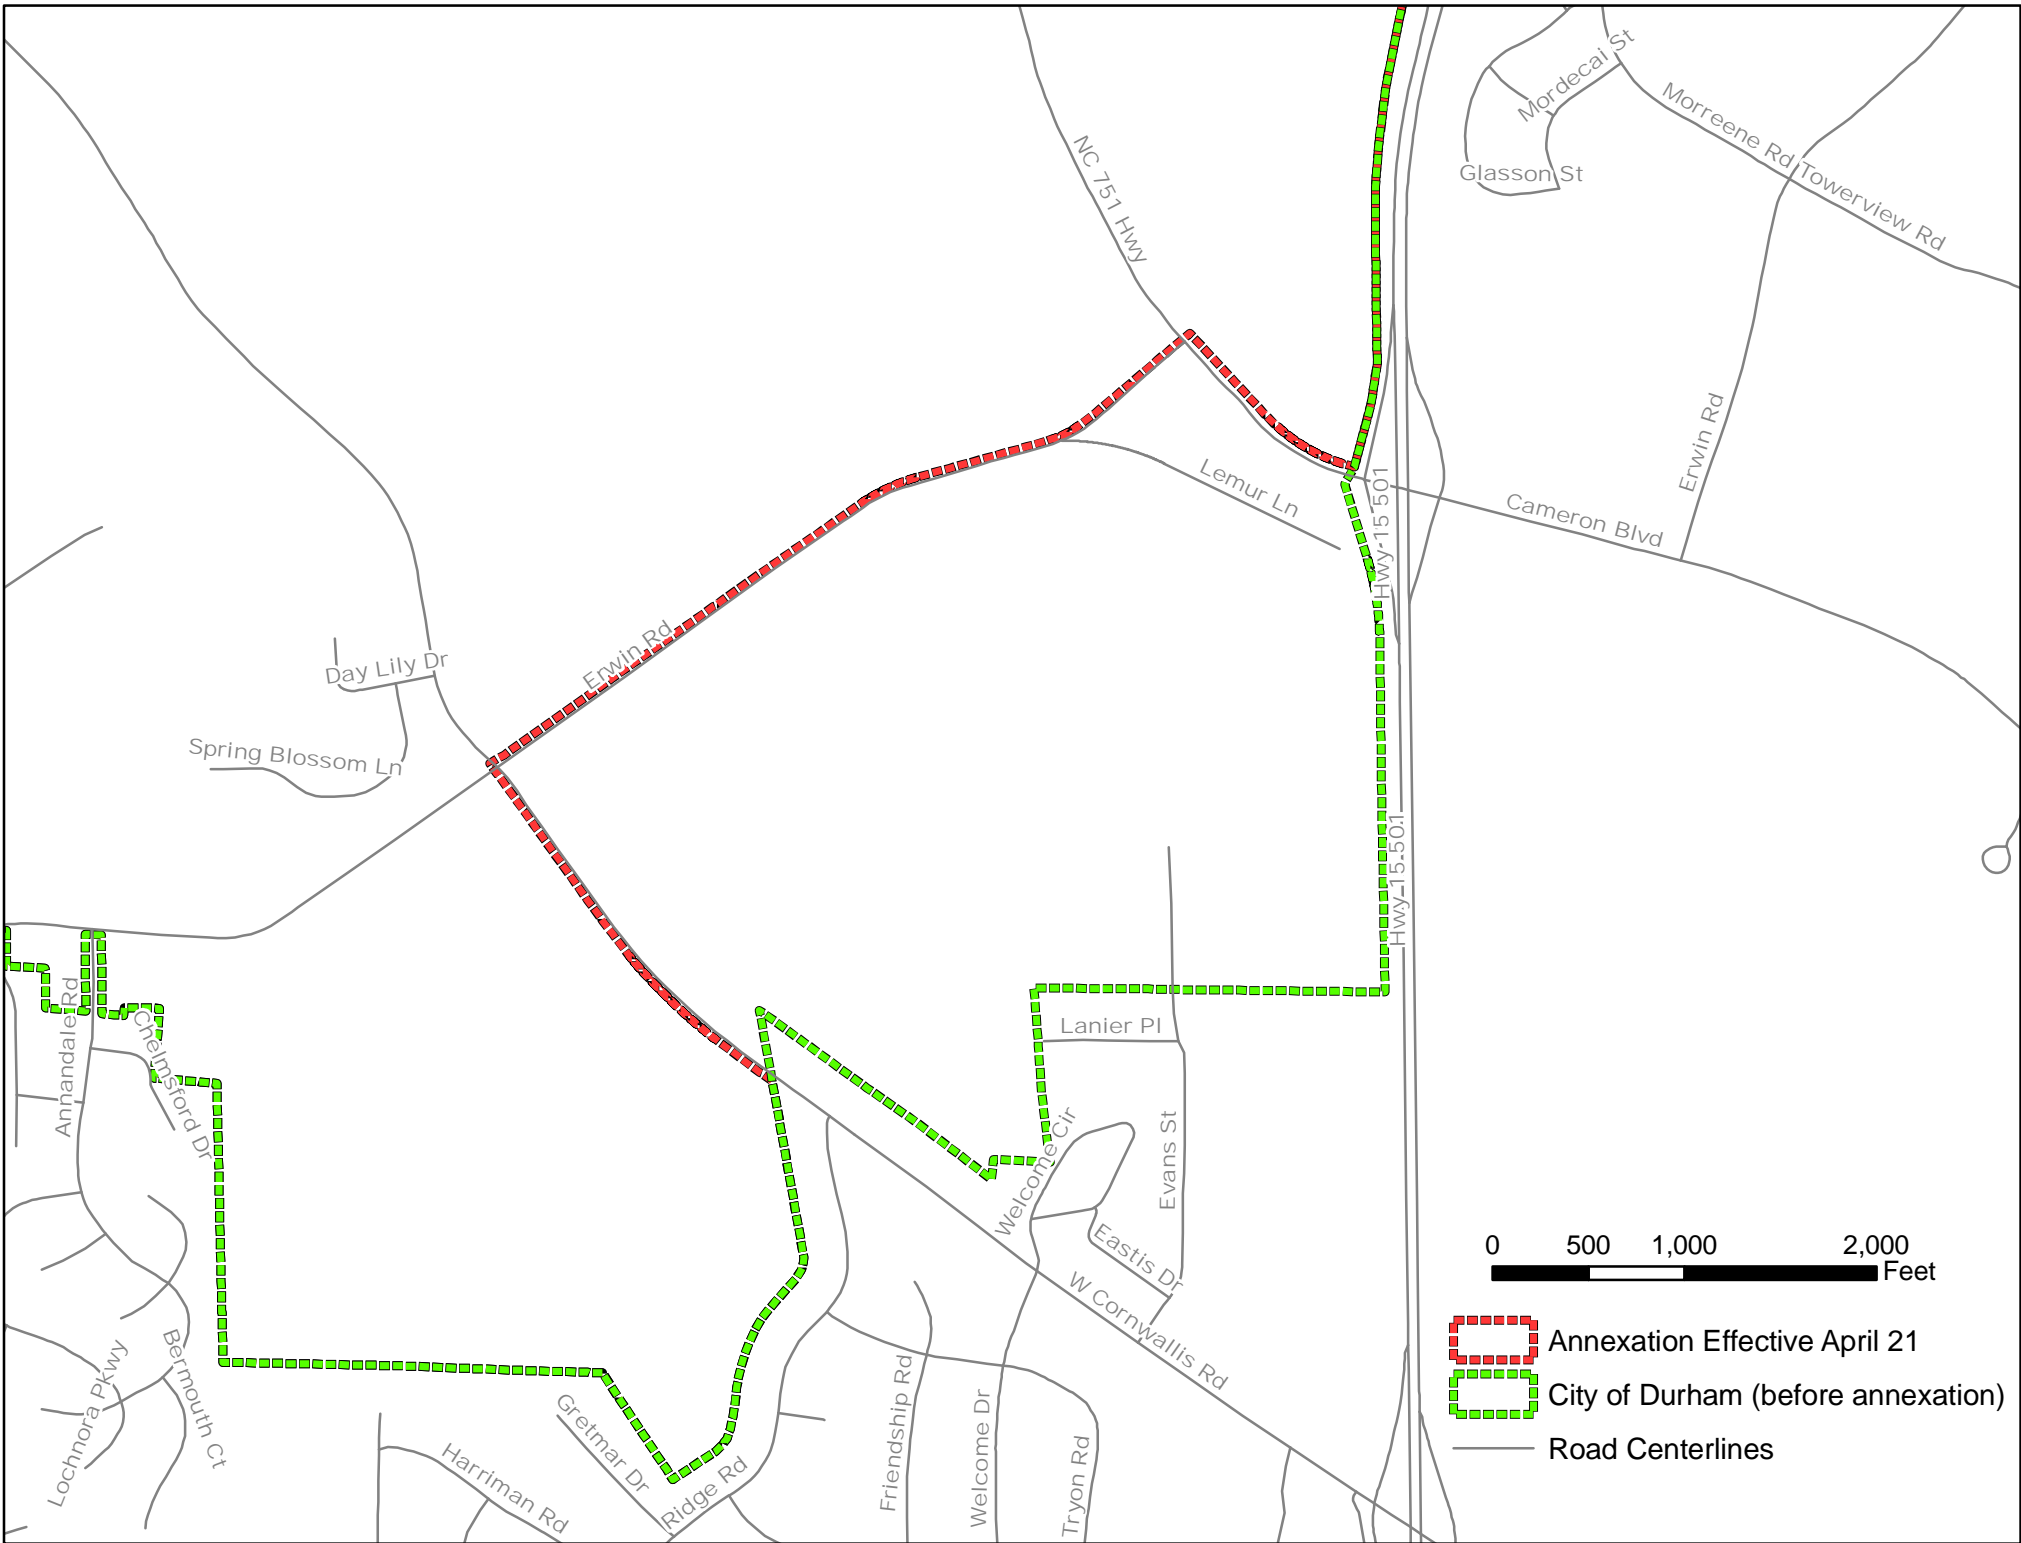 Mordecai St
Morreene Rd
Towerview Rd
Glasson St
NC 751 Hwy
Erwin Rd
Lemur Ln
Hwy 15 501
Cameron Blvd
Erwin Rd
Day Lily Dr
Spring Blossom Ln
Hwy 15-501
Annandale Rd
Chelmsford Dr
Lanier Pl
Welcome Cir
Evans St
Eastis Dr
W Cornwallis Rd
Lochnora Pkwy
Bermouth Ct
Gretmar Dr
Harriman Rd
Ridge Rd
Friendship Rd
Welcome Dr
Tryon Rd
0 500 1,000 2,000
Feet
Annexation Effective April 21
City of Durham (before annexation)
Road Centerlines